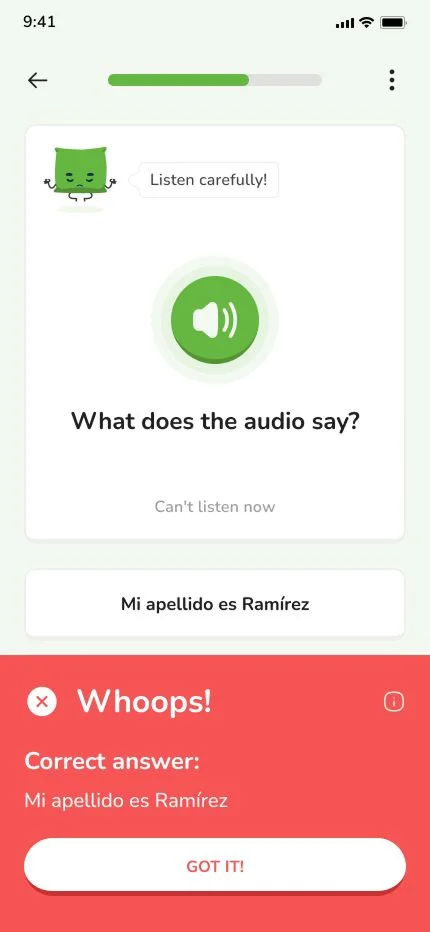 9:41
Listen carefully!
What does the audio say?
Can't listen now
Mi apellido es Ramírez
Whoops!
Correct answer:
Mi apellido es Ramírez
GOT IT!